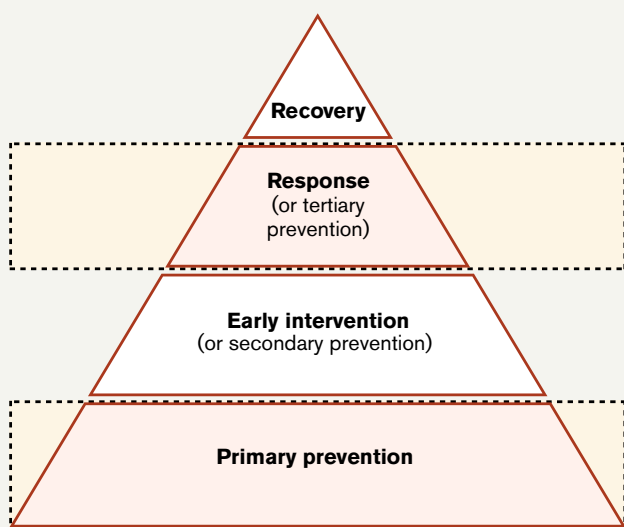 Recovery
Response
(or tertiary
prevention)
Early intervention
(or secondary prevention)
Primary prevention